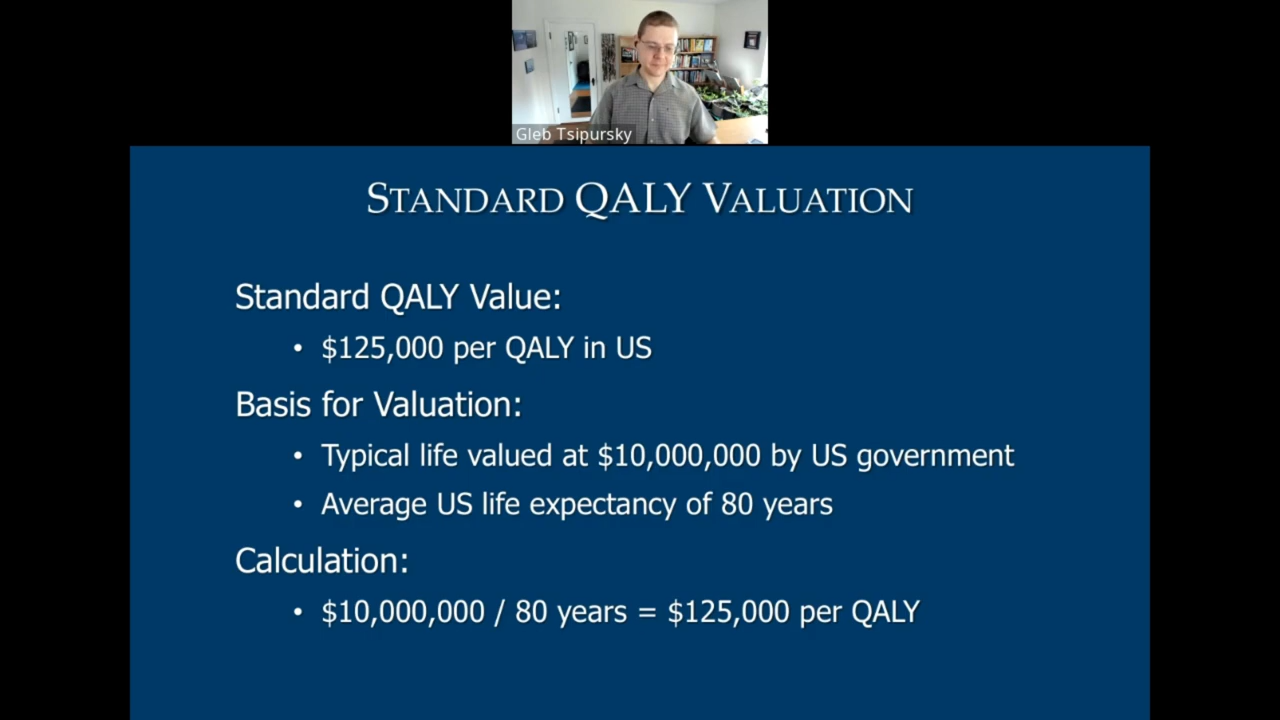 Gleb Tsipursky
STANDARD QALY VALUATION
Standard QALY Value:
• $125,000 per QALY in US
Basis for Valuation:
• Typical life valued at $10,000,000 by US government
• Average US life expectancy of 80 years
Calculation:
• $10,000,000 / 80 years = $125,000 per QALY